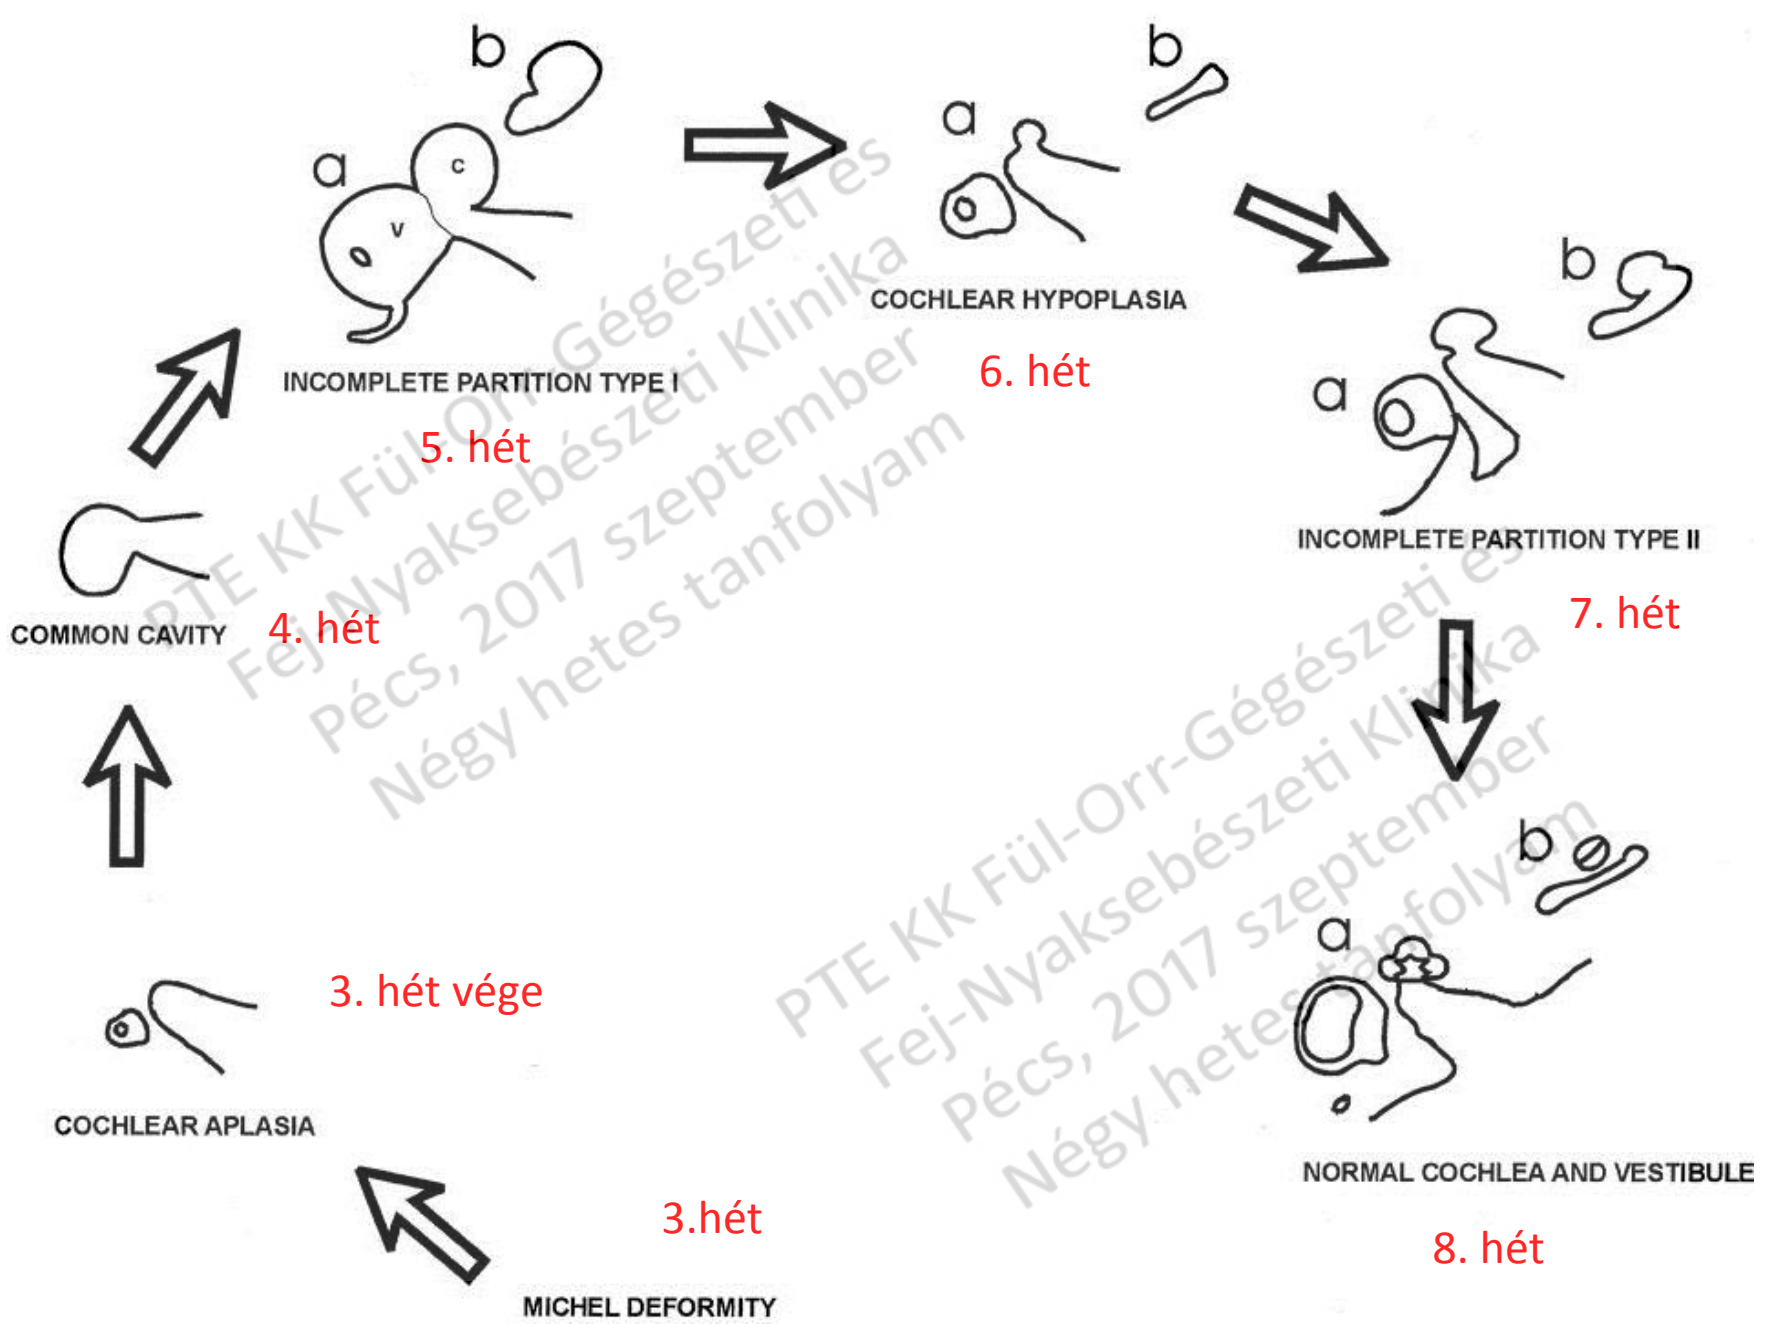 b
a
c
v
INCOMPLETE PARTITION TYPE I
5. hét
b
a
COCHLEAR HYPOPLASIA
6. hét
b
a
INCOMPLETE PARTITION TYPE II
7. hét
COMMON CAVITY
4. hét
PTE KK Fül-Orr-Gégészeti és
Fej-Nyaksebészeti Klinika
Pécs, 2017 szeptember
Négy hetes tanfolyam
PTE KK Fül-Orr-Gégészeti és
Fej-Nyaksebészeti Klinika
Pécs, 2017 szeptember
Négy hetes tanfolyam
b
a
NORMAL COCHLEA AND VESTIBULE
8. hét
3. hét vége
COCHLEAR APLASIA
3.hét
MICHEL DEFORMITY